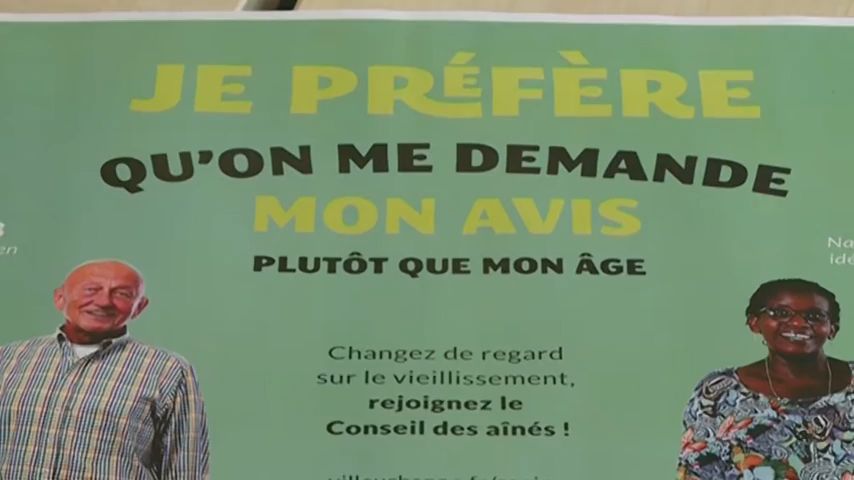 JE PRÉFÈRE
QU'ON ME DEMANDE
MON AVIS
PLUTÔT QUE MON ÂGE
Changez de regard
sur le vieillissement,
rejoignez le
Conseil des aînés !